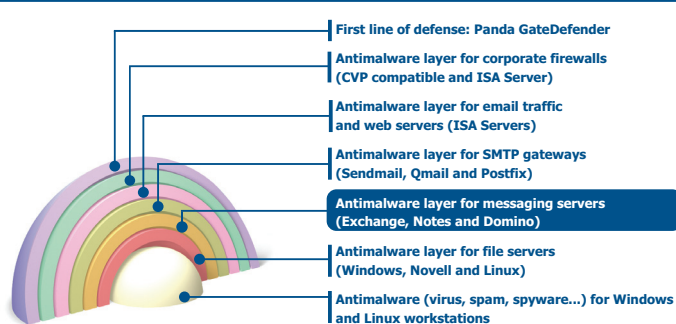 First line of defense: Panda GateDefender
Antimalware layer for corporate firewalls
(CVP compatible and ISA Server)
Antimalware layer for email traffic
and web servers (ISA Servers)
Antimalware layer for SMTP gateways
(Sendmail, Qmail and Postfix)
Antimalware layer for messaging servers
(Exchange, Notes and Domino)
Antimalware layer for file servers
(Windows, Novell and Linux)
Antimalware (virus, spam, spyware...) for Windows
and Linux workstations